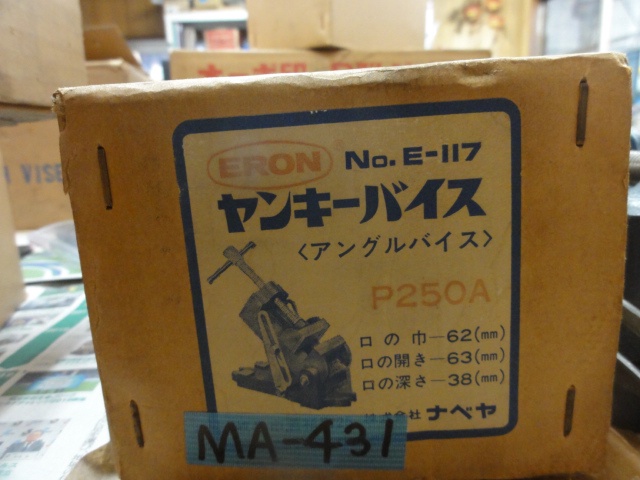 ERON No. E-117
ヤンキーバイス
〈アングルバイス〉
P250A
口の巾—62(mm)
口の開き—63(mm)
口の深さ—38(mm)
ナベヤ
MA-431
VISE